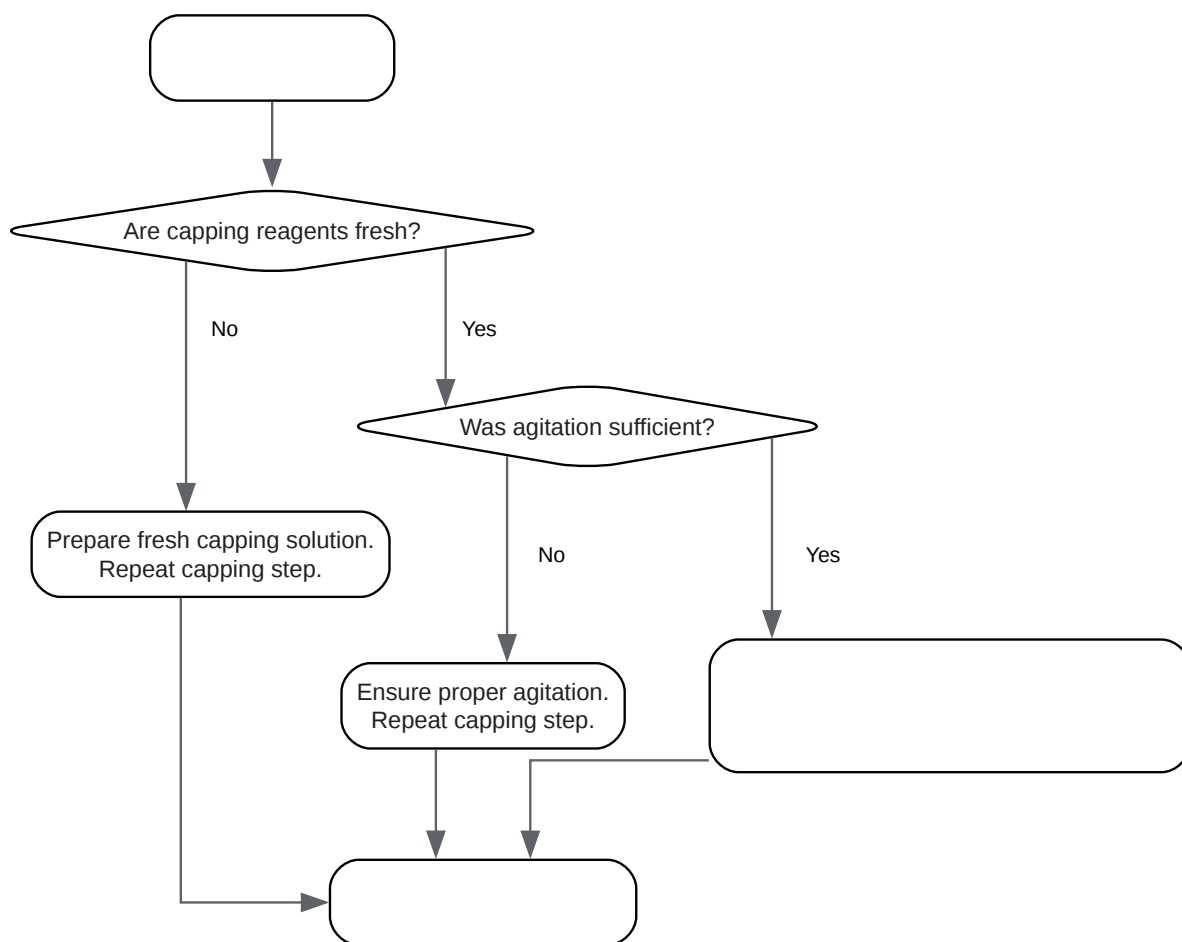 Are capping reagents fresh?
No
Yes
Was agitation sufficient?
Prepare fresh capping solution.
Repeat capping step.
No
Yes
Ensure proper agitation.
Repeat capping step.